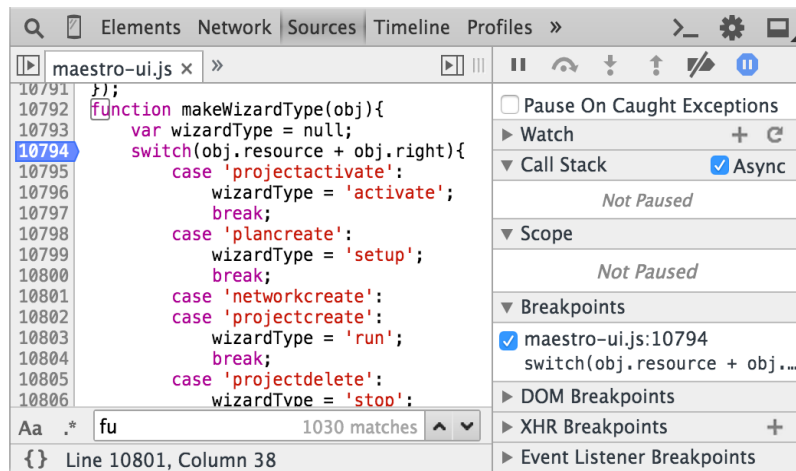 Elements Network Sources Timeline Profiles »
maestro-ui.js × »
10791 });
10792 function makeWizardType(obj){
10793 var wizardType = null;
10794 switch(obj.resource + obj.right){
10795 case 'projectactivate':
10796 wizardType = 'activate';
10797 break;
10798 case 'plancreate':
10799 wizardType = 'setup';
10800 break;
10801 case 'networkcreate':
10802 case 'projectcreate':
10803 wizardType = 'run';
10804 break;
10805 case 'projectdelete':
10806 wizardType = 'stop';
Aa .* fu 1030 matches
{} Line 10801, Column 38
Pause On Caught Exceptions
Watch + 
Call Stack Async
Not Paused
Scope
Not Paused
Breakpoints
maestro-ui.js:10794
switch(obj.resource + obj.…
DOM Breakpoints
XHR Breakpoints +
Event Listener Breakpoints